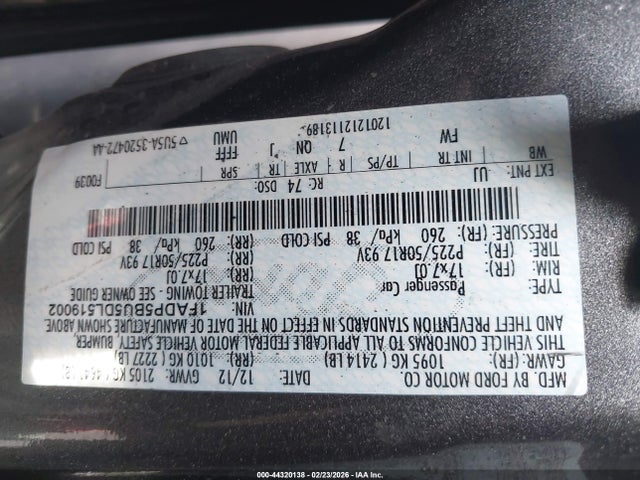 MFD. BY FORD MOTOR CO.
DATE: 12/12 GVWR: 2105 KG
GAWR: (FR): 1095 KG ( 2414 LB) (RR): 1010 KG ( 2227 LB)
THIS VEHICLE CONFORMS TO ALL APPLICABLE FEDERAL MOTOR VEHICLE SAFETY, BUMPER,
AND THEFT PREVENTION STANDARDS IN EFFECT ON THE DATE OF MANUFACTURE SHOWN ABOVE
VIN: 1FADP5BU5DL519002
TYPE: Passenger Car TRAILER TOWING - SEE OWNER GUIDE
RIM: 17x7.0J (RR): 17x7.0J
TIRE (FR): P225/50R17 93V (RR): P225/50R17 93V
PRESSURE: (FR): 260 kPa/ 38 PSI COLD (RR): 260 kPa/ 38 PSI COLD
EXT PNT: UJ RC: 74 DSO: F0039
WB INT TR TP/PS R AXLE TR SPR
FW 7 QN J FFFF UMU
1201212113189 5USA-3520472-AA
000-44320138 - 02/23/2026 - © IAA Inc.